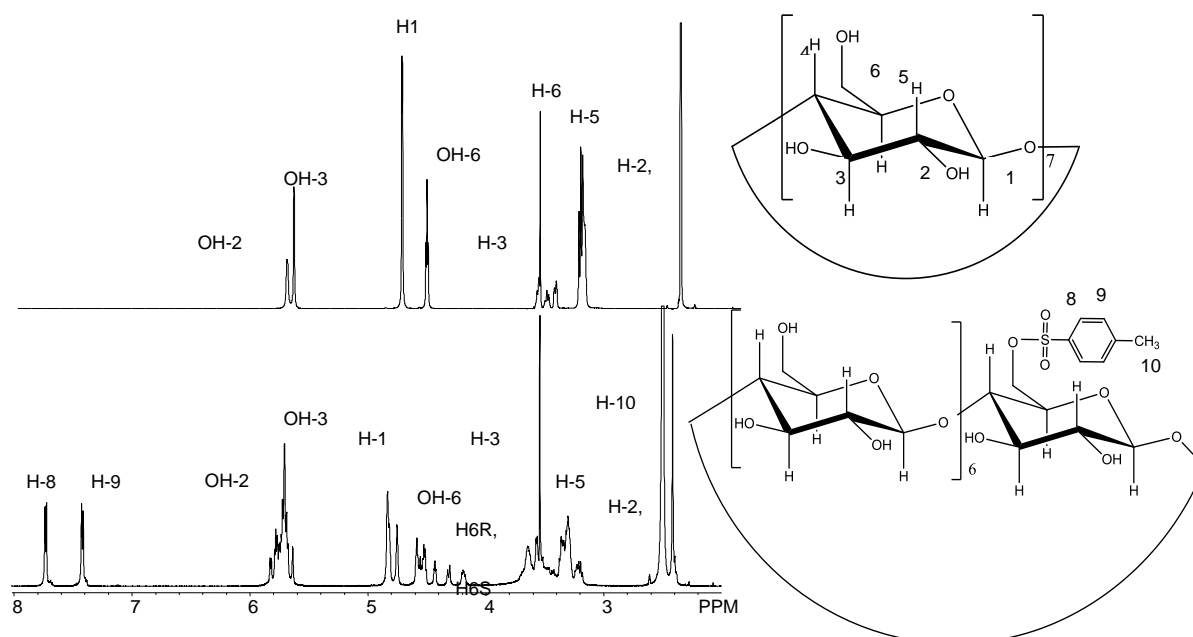 H1
H-6
H-5
OH-6
OH-3
H-2,
OH-2
H-3
4 H
OH
6
5
H
O
HO
H
3
H
2
OH
1
H
O
7
8 9
O
O S
O
CH3
10
OH
H
H
O
HO
H
H
OH
H
O
6
H
H
O
HO
H
H
OH
H
O
H-10
OH-3
H-1
H-3
H-8
H-9
OH-2
OH-6
H-5
H-2,
H6R,
H6S
8 7 6 5 4 3 PPM